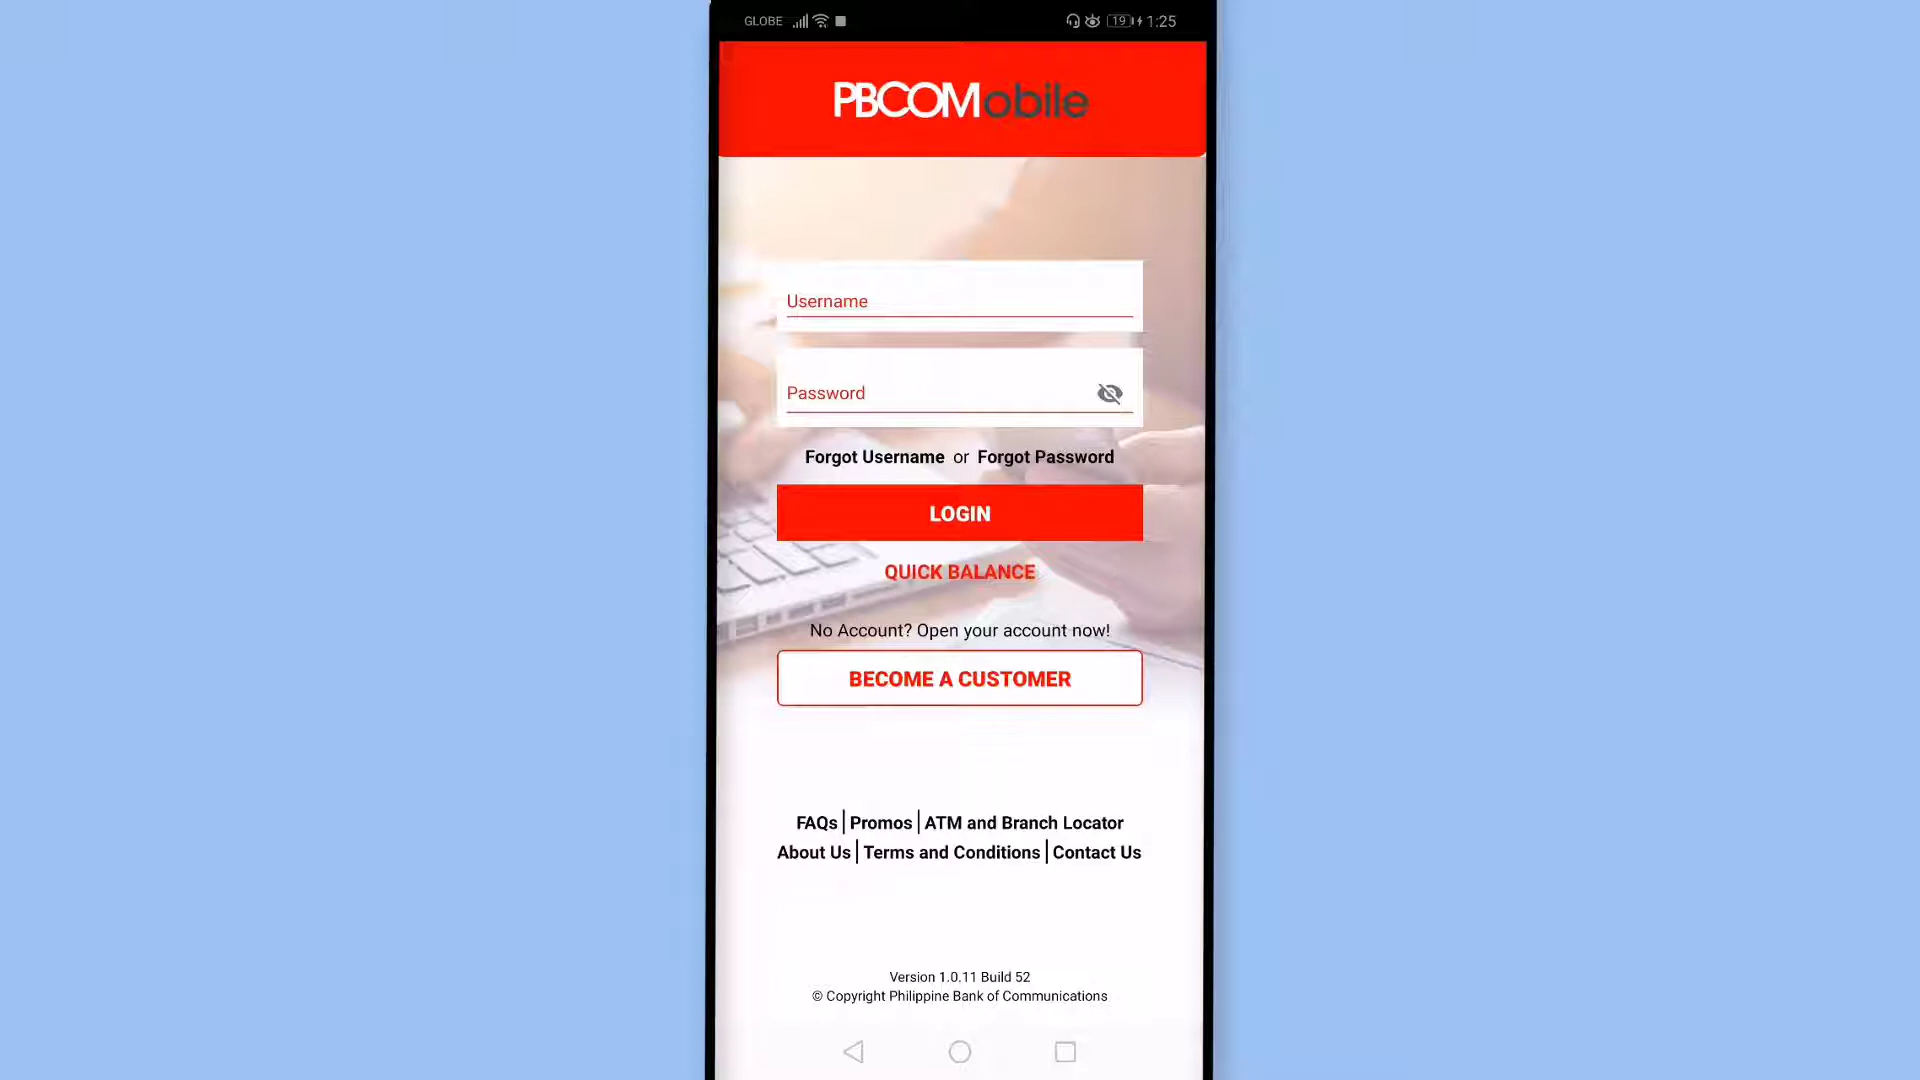 GLOBE 19 1:25
PBCOMobile
Username
Password
Forgot Username or Forgot Password
LOGIN
QUICK BALANCE
No Account? Open your account now!
BECOME A CUSTOMER
FAQs Promos ATM and Branch Locator
About Us Terms and Conditions Contact Us
Version 1.0.11 Build 52
© Copyright Philippine Bank of Communications